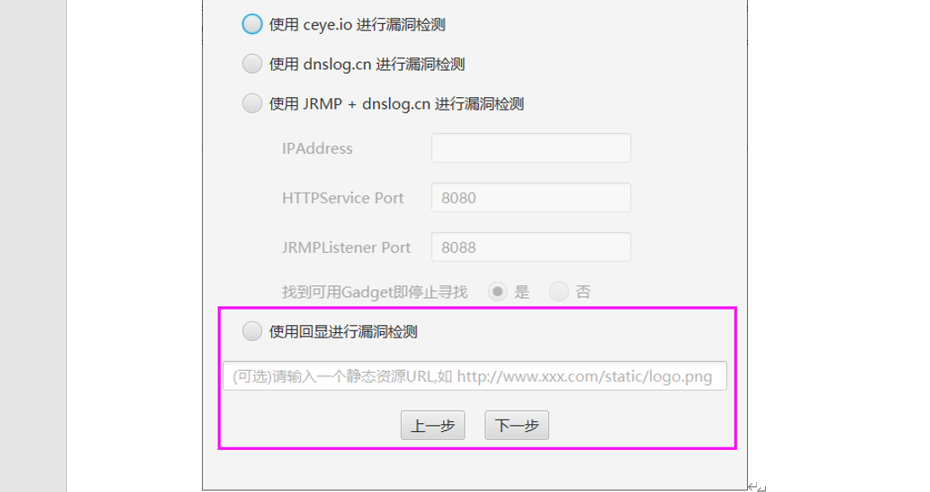 使用 ceye.io 进行漏洞检测
使用 dnslog.cn 进行漏洞检测
使用 JRMP + dnslog.cn 进行漏洞检测
IPAddress
HTTPService Port 8080
JRMPListener Port 8088
找到可用Gadget即停止寻找 是 否
使用回显进行漏洞检测
(可选)请输入一个静态资源URL,如 http://www.xxx.com/static/logo.png
上一步 下一步